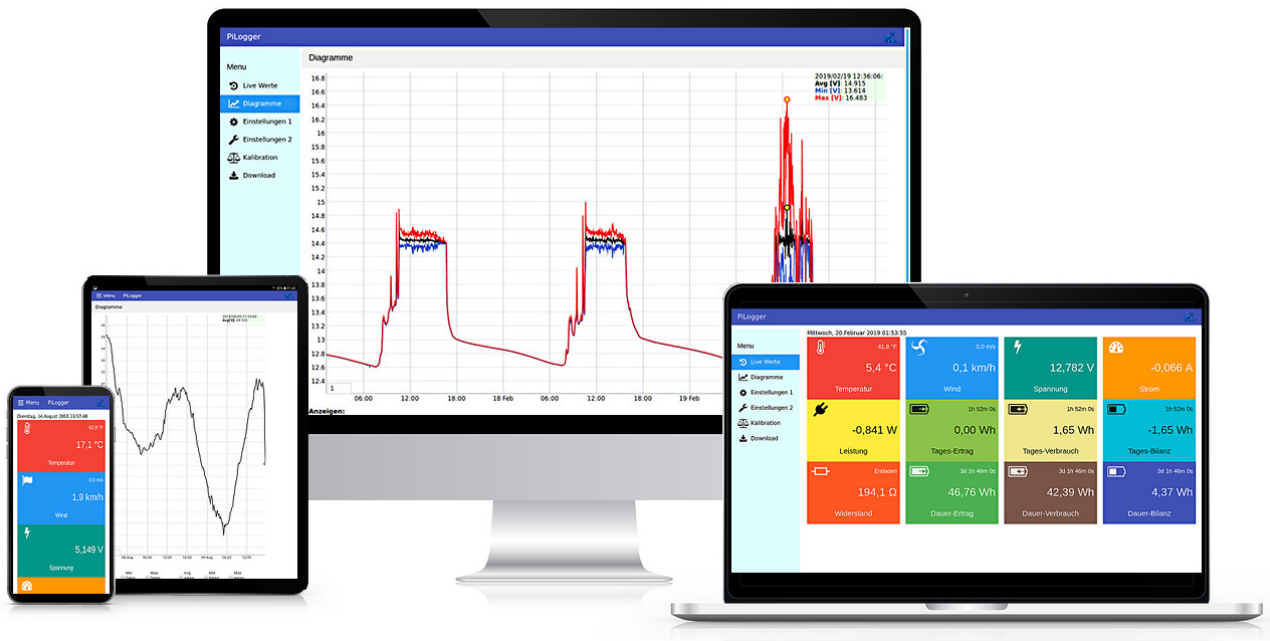 PiLogger
Menu
Live Werte
Diagramme
Einstellungen 1
Einstellungen 2
Kalibration
Download
Diagramme
2019/02/19 12:36:06:
Avg [V]: 14.915
Min [V]: 13.614
Max [V]: 16.483
16.8
16.6
16.4
16.2
16
15.8
15.6
15.4
15.2
15
14.8
14.6
14.4
14.2
14
13.8
13.6
13.4
13.2
13
12.8
12.6
12.4
1
06:00 12:00 18:00 18 Feb 06:00 12:00 18:00 19 Feb
Anzeigen:
Menu PiLogger
Diagramme
Menu PiLogger
Dienstag, 14.August 2018 23:57:49
17,1 °C
Temperatur
0,5 m/s
1,9 km/h
Wind
5,149 V
Spannung
PiLogger
Menu
Live Werte
Diagramme
Einstellungen 1
Einstellungen 2
Kalibration
Download
Mittwoch, 20.Februar 2019 01:53:55
41,8 °F
5,4 °C
Temperatur
0,0 m/s
0,1 km/h
Wind
12,782 V
Spannung
-0,066 A
Strom
-0,841 W
Leistung
1h 52m 0s
0,00 Wh
Tages-Ertrag
1h 52m 0s
1,65 Wh
Tages-Verbrauch
1h 52m 0s
-1,65 Wh
Tages-Bilanz
Entladen
194,1 Ω
Widerstand
3d 1h 46m 0s
46,76 Wh
Dauer-Ertrag
3d 1h 46m 0s
42,39 Wh
Dauer-Verbrauch
3d 1h 46m 0s
4,37 Wh
Dauer-Bilanz